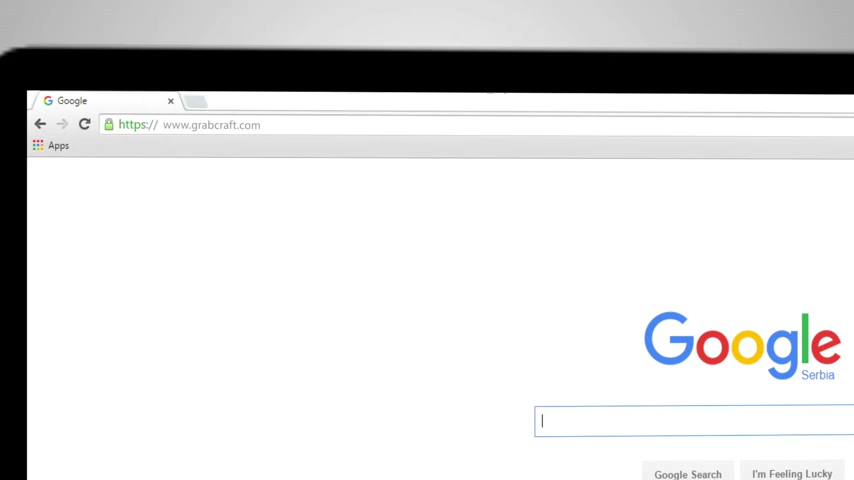 Google
https:// www.grabcraft.com
Apps
Google
Serbia
Google Search
I'm Feeling Lucky